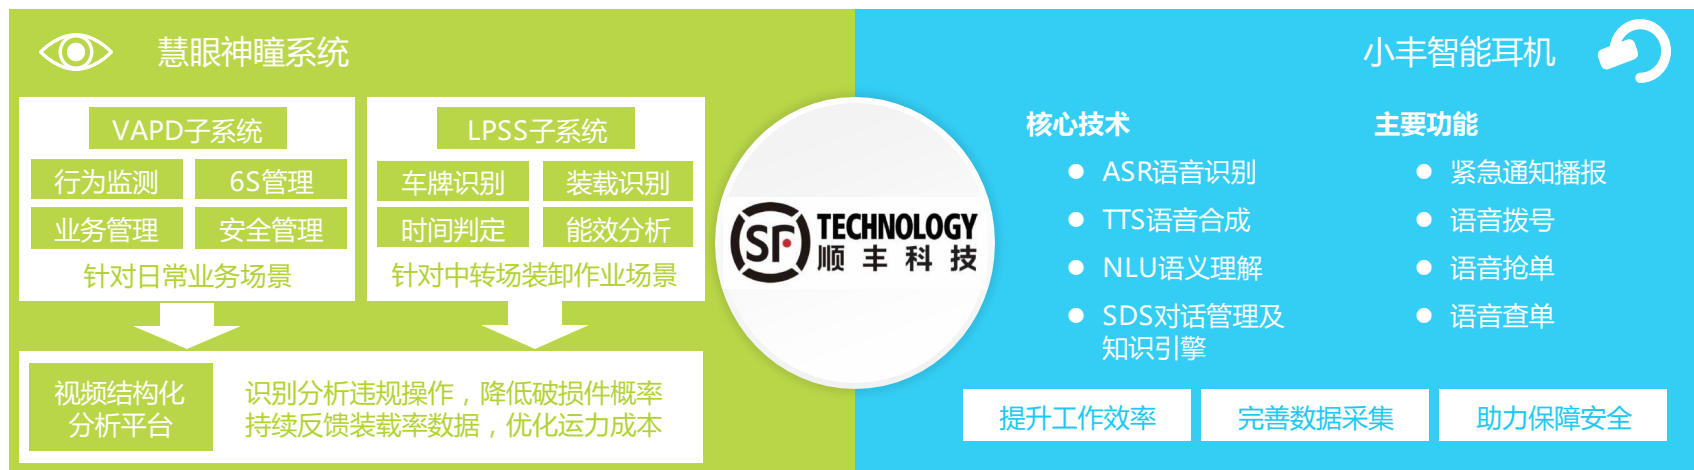 慧眼神瞳系统
VAPD子系统
行为监测
6S管理
业务管理
安全管理
针对日常业务场景
LPSS子系统
车牌识别
装载识别
时间判定
能效分析
针对中转场装卸作业场景
视频结构化
分析平台
识别分析违规操作，降低破损件概率
持续反馈装载率数据，优化运力成本
SF TECHNOLOGY
顺丰科技
小丰智能耳机
核心技术
ASR语音识别
TTS语音合成
NLU语义理解
SDS对话管理及
知识引擎
主要功能
紧急通知播报
语音拨号
语音抢单
语音查单
提升工作效率
完善数据采集
助力保障安全